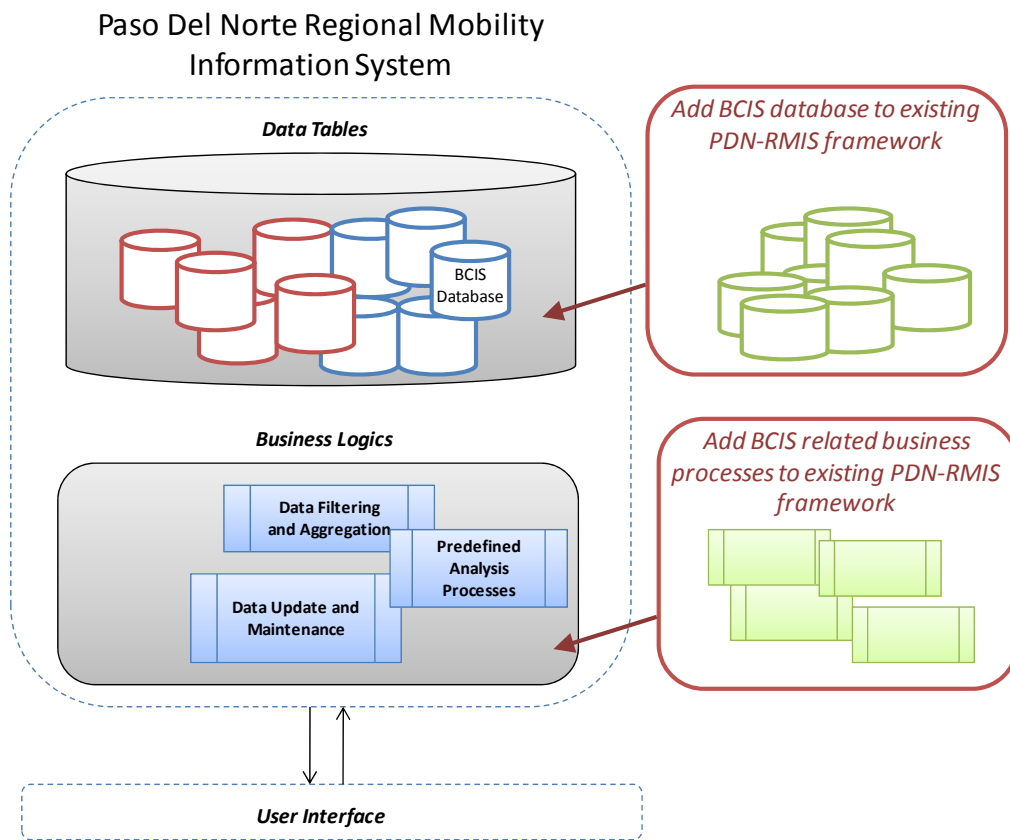 Paso Del Norte Regional Mobility
Information System
Data Tables
BCIS
Database
Add BCIS database to existing
PDN-RMIS framework
Business Logics
Data Filtering
and Aggregation
Predefined
Analysis
Processes
Data Update and
Maintenance
Add BCIS related business
processes to existing PDN-RMIS
framework
User Interface